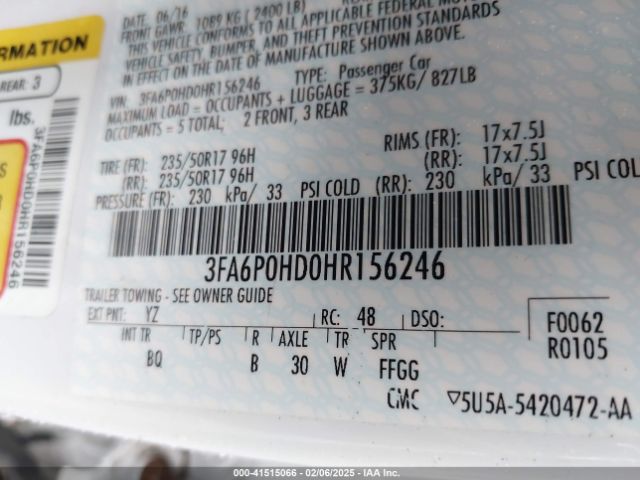 DATE: 06/16
FRONT GAWR: 1089 KG (2400 LB)
THIS VEHICLE CONFORMS TO ALL APPLICABLE FEDERAL MOTOR
VEHICLE SAFETY, BUMPER, AND THEFT PREVENTION STANDARDS
IN EFFECT ON THE DATE OF MANUFACTURE SHOWN ABOVE.
VIN: 3FA6P0HD0HR156246 TYPE: Passenger Car
MAXIMUM LOAD = OCCUPANTS + LUGGAGE = 375KG/ 827LB
OCCUPANTS = 5 TOTAL; 2 FRONT, 3 REAR
TIRE (FR): 235/50R17 96H RIMS (FR): 17x7.5J
(RR): 235/50R17 96H (RR): 17x7.5J
PRESSURE (FR): 230 kPa/ 33 PSI COLD (RR): 230 kPa/ 33 PSI COL
3FA6P0HD0HR156246
TRAILER TOWING - SEE OWNER GUIDE
EXT PNT: YZ RC: 48 DSO: F0062
INT TR TP/PS R AXLE TR SPR R0105
BQ B 30 W FFGG
CMC ▽5U5A-5420472-AA
ORMATION
REAR: 3
lbs.
3FA6P0HD0HR156246
S
000-41515066 - 02/06/2025 - IAA Inc.